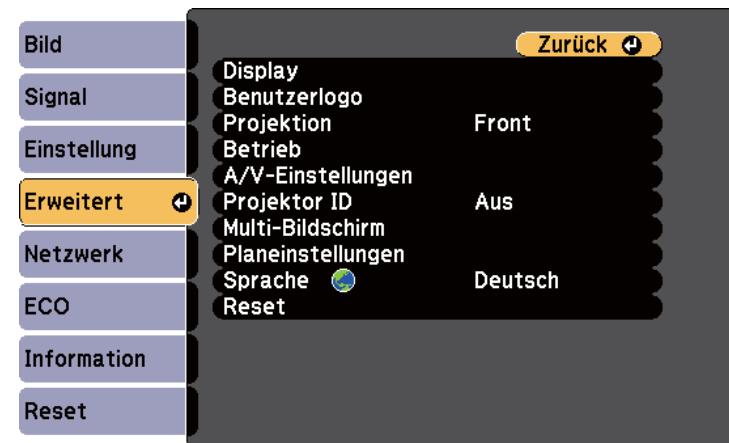 Bild
Signal
Einstellung
Erweitert
Netzwerk
ECO
Information
Reset
Zurück
Display
Benutzerlogo
Projektion Front
Betrieb
A/V-Einstellungen
Projektor ID Aus
Multi-Bildschirm
Planeinstellungen
Sprache Deutsch
Reset